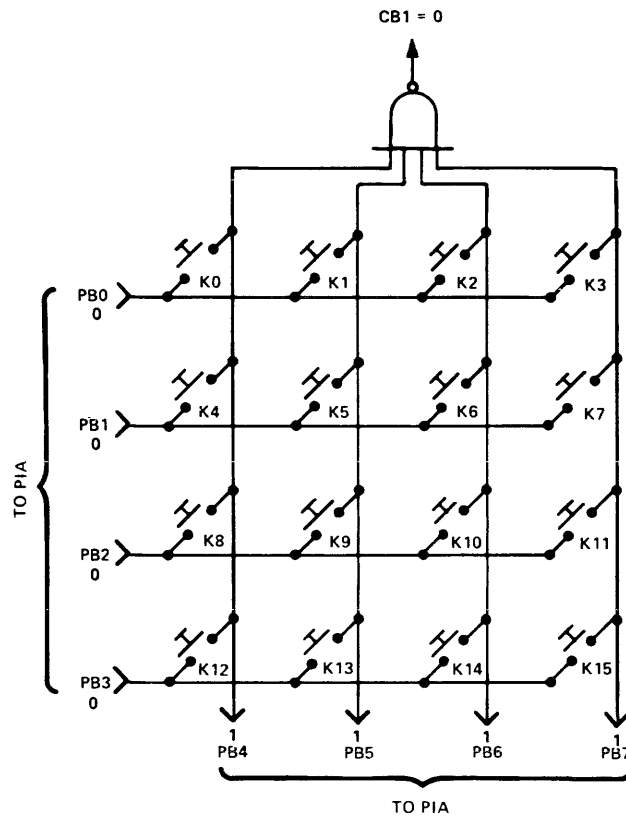 CB1 = 0
K0 K1 K2 K3
PB0
0
K4 K5 K6 K7
PB1
0
TO PIA
K8 K9 K10 K11
PB2
0
K12 K13 K14 K15
PB3
0
1 1 1 1
PB4 PB5 PB6 PB7
TO PIA